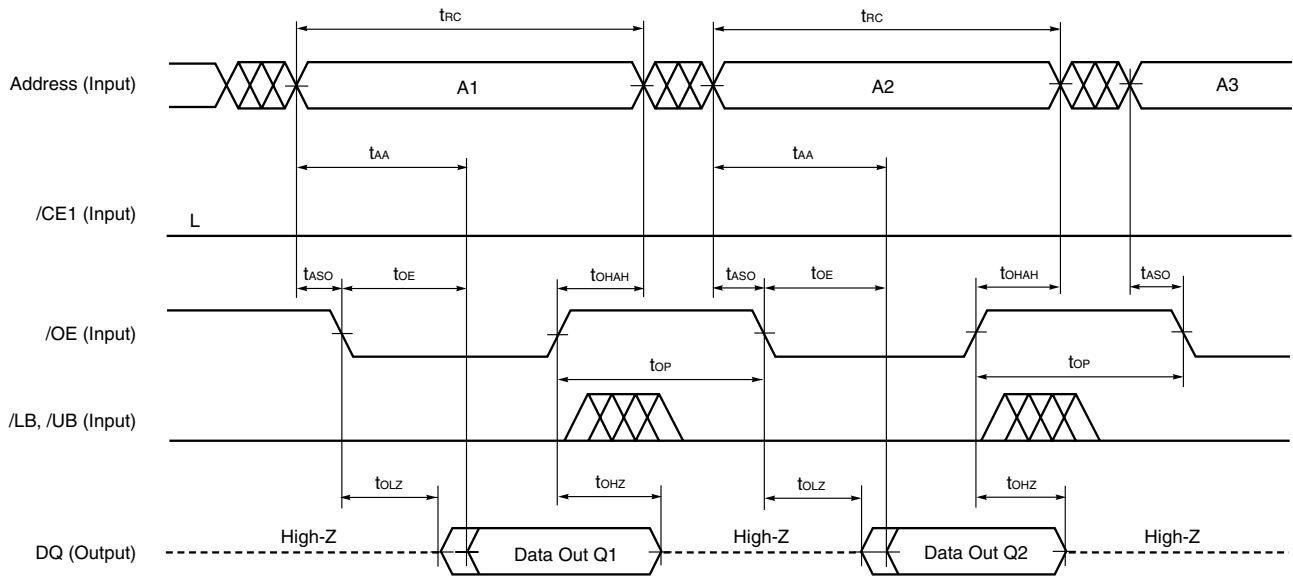 tRC tRC
Address (Input) A1 A2 A3
tAA tAA
/CE1 (Input) L
tASO tOE tOHAH tASO tOE tOHAH tASO
/OE (Input)
tOP tOP
/LB, /UB (Input)
tOLZ tOHZ tOLZ tOHZ
DQ (Output) High-Z Data Out Q1 High-Z Data Out Q2 High-Z